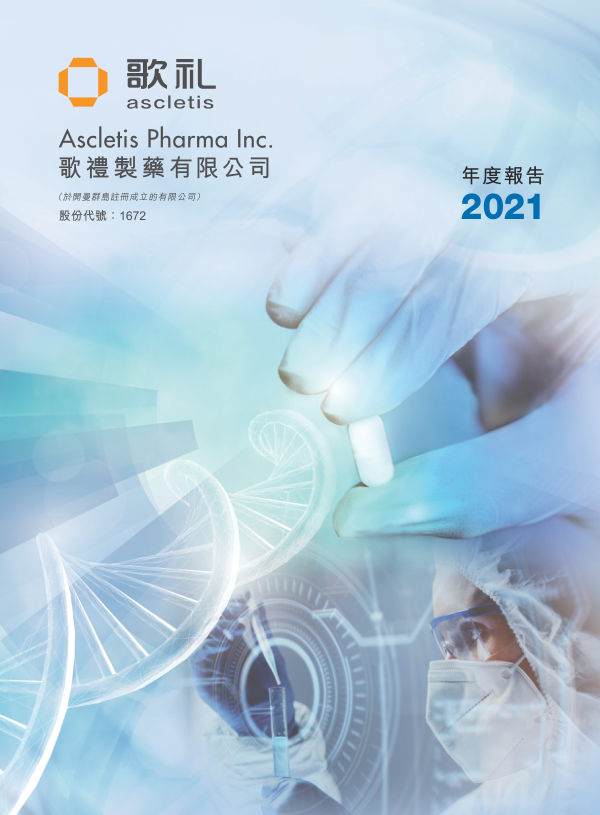 歌礼
ascletis
Ascletis Pharma Inc.
歌禮製藥有限公司
（於開曼群島註冊成立的有限公司）
股份代號：1672
年度報告
2021